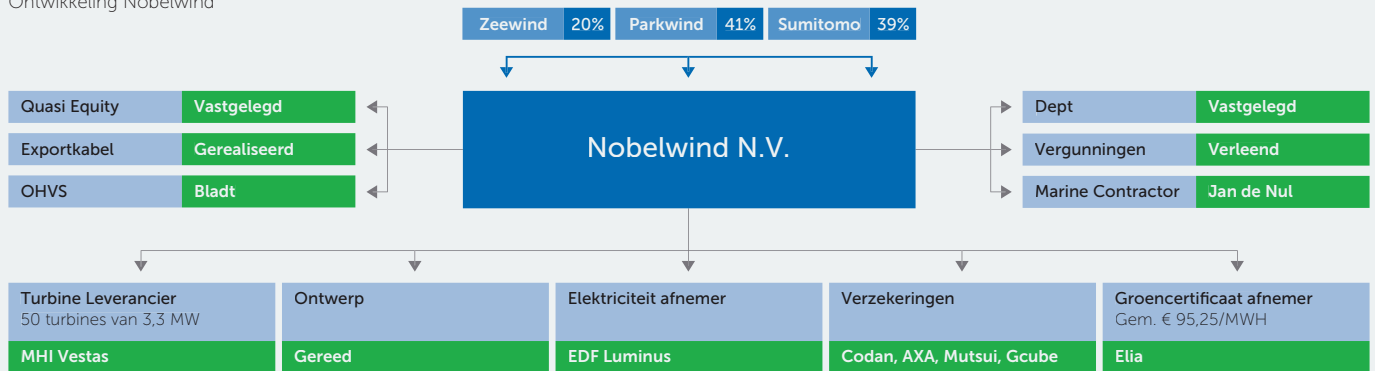 Ontwikkeling Nobelwind
Zeewind 20% Parkwind 41% Sumitomo 39%
Quasi Equity Vastgelegd
Exportkabel Gerealiseerd
OHVS Bladt
Nobelwind N.V.
Dept Vastgelegd
Vergunningen Verleend
Marine Contractor Jan de Nul
Turbine Leverancier
50 turbines van 3,3 MW
MHI Vestas
Ontwerp
Gereed
Elektriciteit afnemer
EDF Luminus
Verzekeringen
Codan, AXA, Mutsui, Gcube
Groencertificaat afnemer
Gem. € 95,25/MWH
Elia